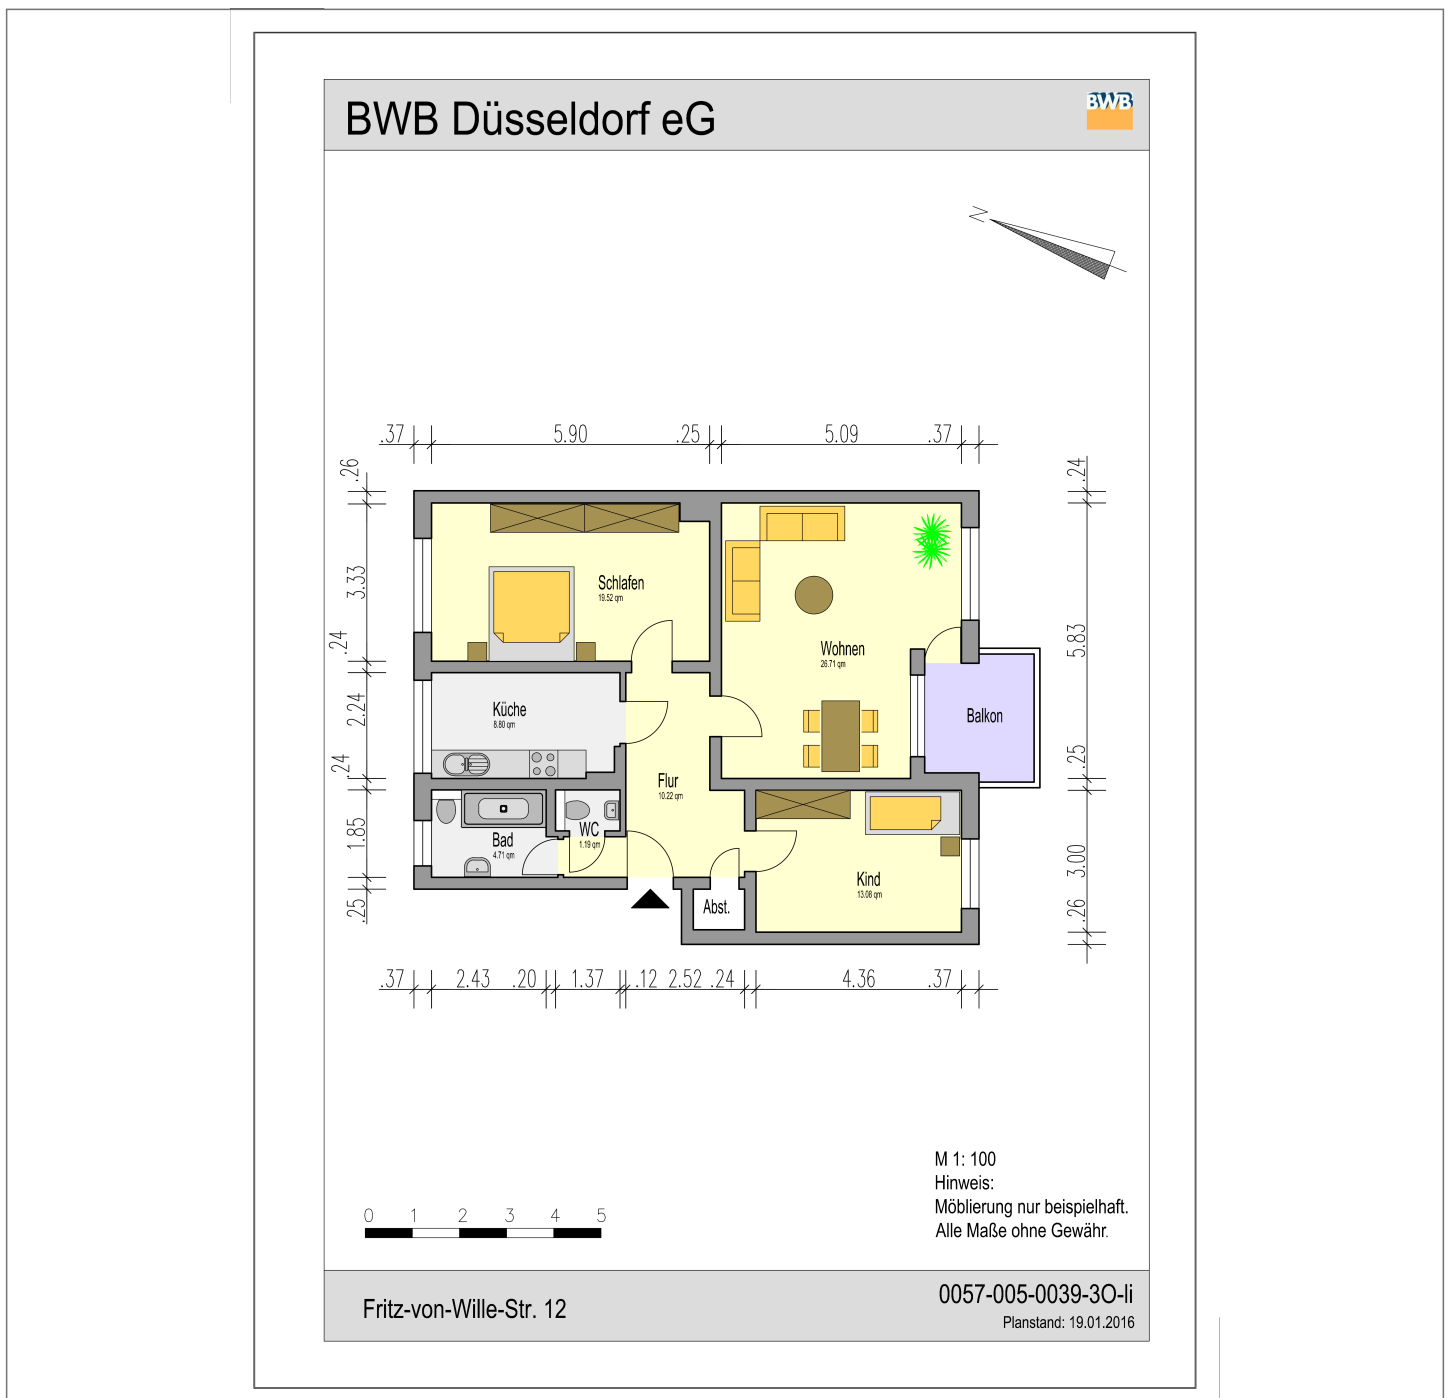 BWB Düsseldorf eG
BWB
N
.37 5.90 .25 5.09 .37
.26
3.33
.24
2.24
.24
1.85
.25
.24
5.83
.25
3.00
.26
Schlafen
19.52 qm
Wohnen
26.71 qm
Küche
8.80 qm
Balkon
Flur
10.22 qm
WC
1.19 qm
Bad
4.71 qm
Kind
13.08 qm
Abst.
.37 2.43 .20 1.37 .12 2.52 .24 4.36 .37
M 1: 100
Hinweis:
Möblierung nur beispielhaft.
Alle Maße ohne Gewähr.
0 1 2 3 4 5
Fritz-von-Wille-Str. 12
0057-005-0039-3O-li
Planstand: 19.01.2016